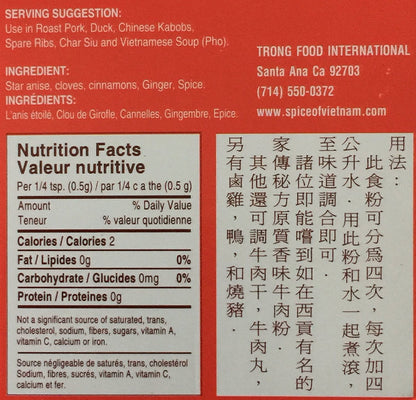 SERVING SUGGESTION:
Use in Roast Pork, Duck, Chinese Kabobs,
Spare Ribs, Char Siu and Vietnamese Soup (Pho).
INGREDIENT:
Star anise, cloves, cinnamons, Ginger, Spice.
INGRÉDIENTS:
L'anis étoilé, Clou de Girofle, Cannelles, Gingembre, Epice.
TRONG FOOD INTERNATIONAL
Santa Ana Ca 92703
(714) 550-0372
www.spiceofvietnam.com
Nutrition Facts
Valeur nutritive
Per 1/4 tsp. (0.5g) / par 1/4 c a the (0.5 g)
Amount % Daily Value
Teneur % valeur quotidienne
Calories / Calories 2
Fat / Lipides 0g 0%
Carbohydrate / Glucides 0mg 0%
Protein / Protéines 0g
Not a significant source of saturated, trans,
cholesterol, sodium, fibers, sugars, vitamin A,
vitamin C, calcium or iron.
Source négligeable de saturés, trans, cholestérol
Sodium, fibres, sucrés, vitamin A, vitamin C,
calcium et fer.
用法：
此食粉可分爲四次，每次加四
公升水．用此粉和水一起煮滾，
至味道調合即可．
諸位即能嚐到如在西貢有名的
家傳秘方原質香味牛肉粉．
其他還可調牛肉干，牛肉丸，
另有鹵雞，鴨，和燒豬．